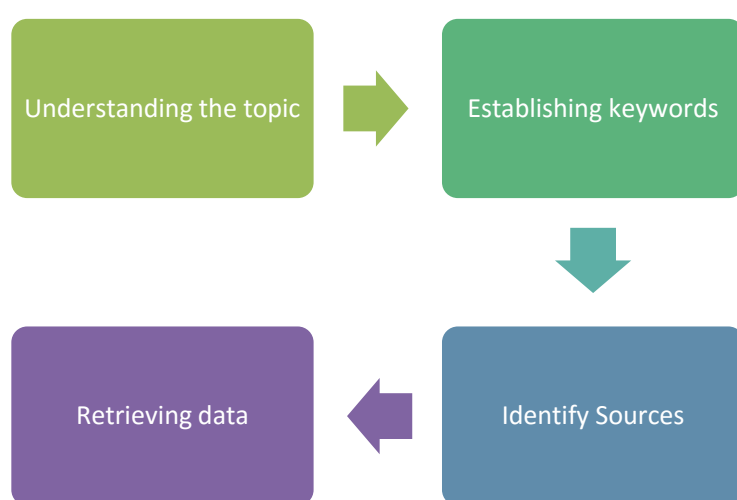 Understanding the topic
Establishing keywords
Identify Sources
Retrieving data